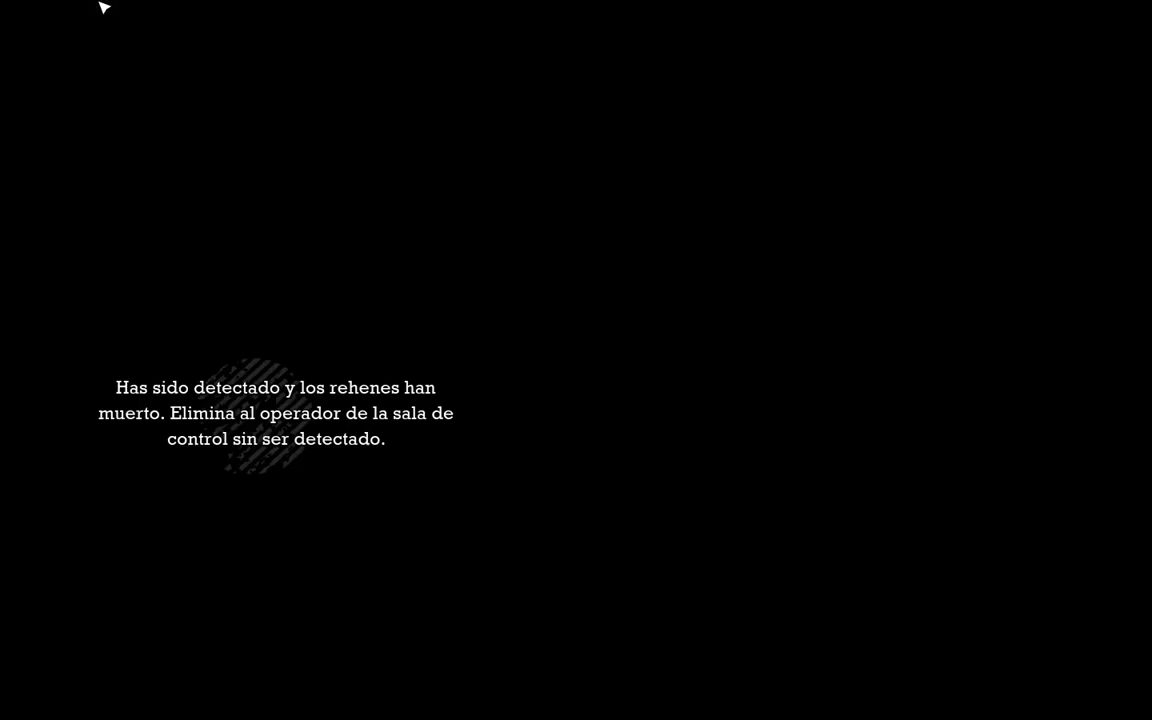 Has sido detectado y los rehenes han
muerto. Elimina al operador de la sala de
control sin ser detectado.